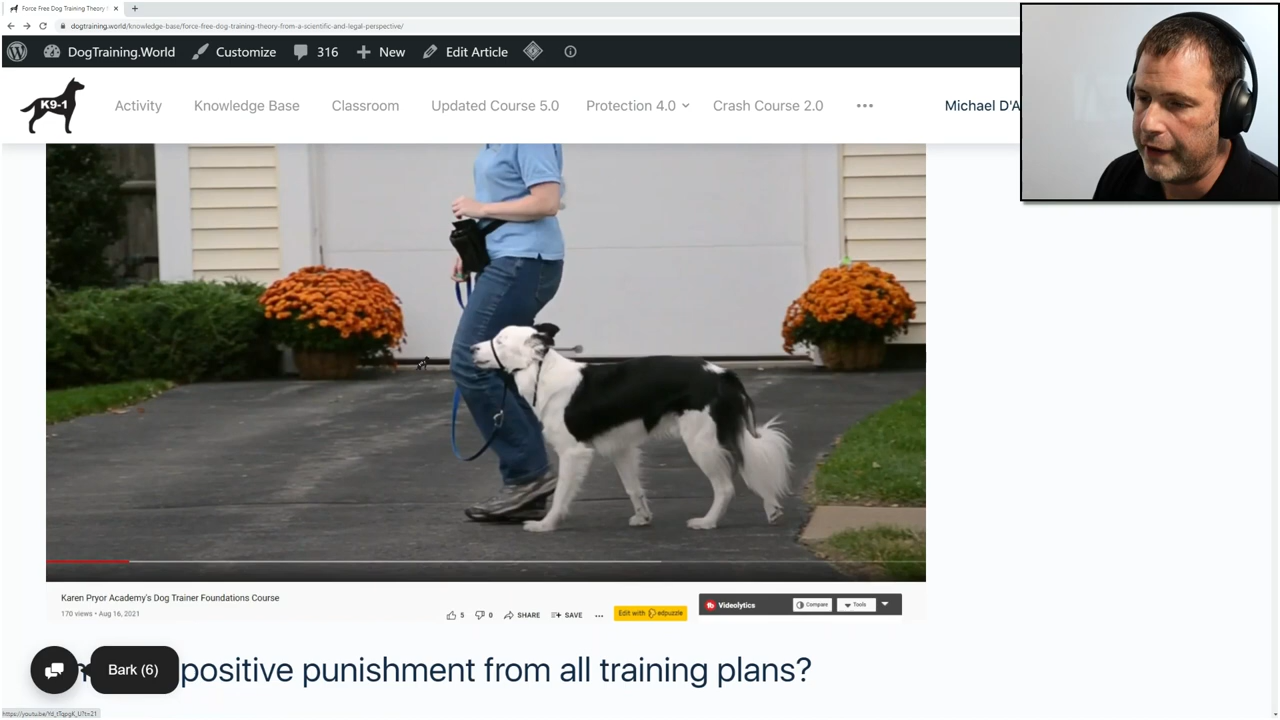 Force Free Dog Training Theory
dogtraining.world/knowledge-base/force-free-dog-training-theory-from-a-scientific-and-legal-perspective/
DogTraining.World Customize 316 New Edit Article
K9-1
Activity Knowledge Base Classroom Updated Course 5.0 Protection 4.0 Crash Course 2.0 Michael D'A
Karen Pryor Academy's Dog Trainer Foundations Course
170 views • Aug 16, 2021
5 0 SHARE SAVE ... Edit with edpuzzle
Videolytics Compare Tools
positive punishment from all training plans?
Bark (6)